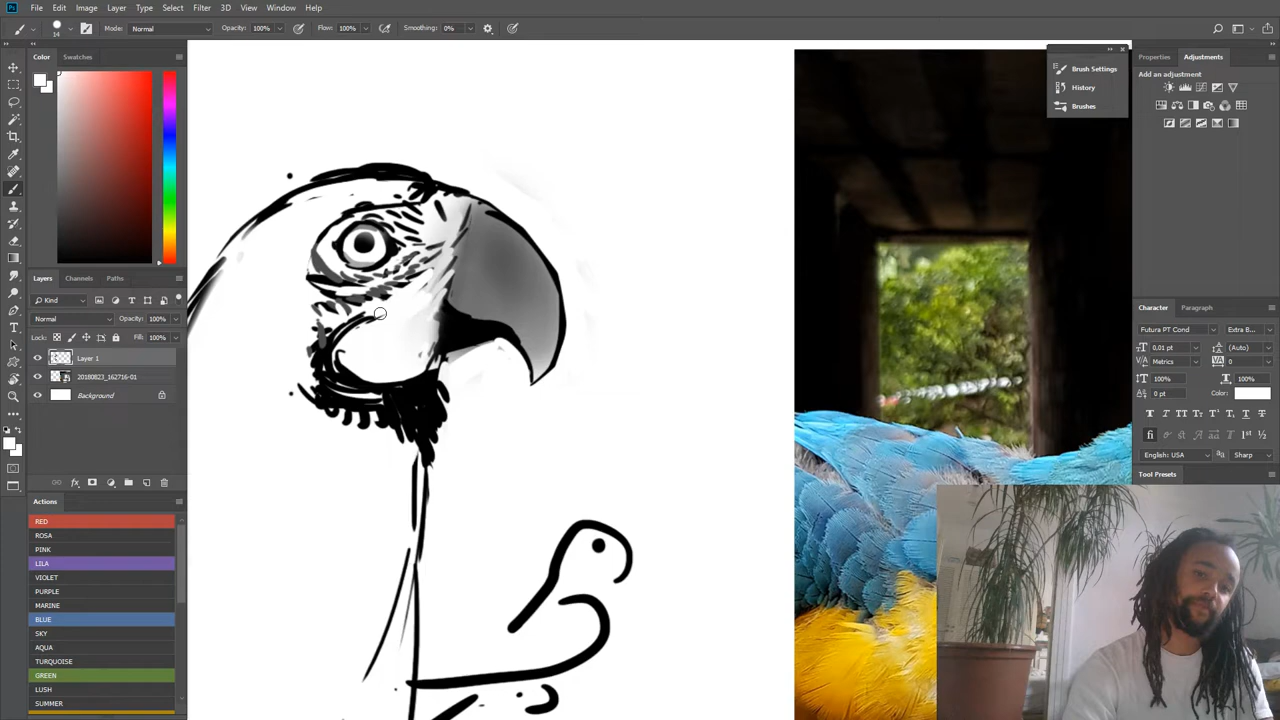 Ps File Edit Image Layer Type Select Filter 3D View Window Help
14 Mode: Normal Opacity: 100% Flow: 100% Smoothing: 0%
Color Swatches
Layers Channels Paths
Kind
Normal Opacity: 100%
Lock: Fill: 100%
Layer 1
20180823_162716-01
Background
Actions
RED
ROSA
PINK
LILA
VIOLET
PURPLE
MARINE
BLUE
SKY
AQUA
TURQUOISE
GREEN
LUSH
SUMMER
Brush Settings
History
Brushes
Properties Adjustments
Add an adjustment
Character Paragraph
Futura PT Cond Extra B...
0,01 pt (Auto)
Metrics 0
100% 100%
0 pt Color:
English: USA Sharp
Tool Presets